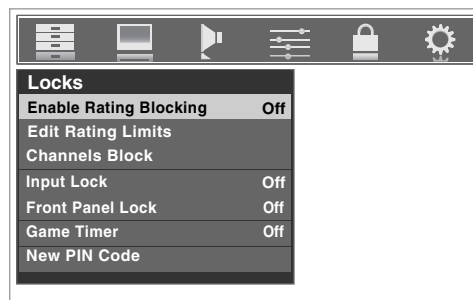 Locks
Enable Rating Blocking Off
Edit Rating Limits
Channels Block
Input Lock Off
Front Panel Lock Off
Game Timer Off
New PIN Code